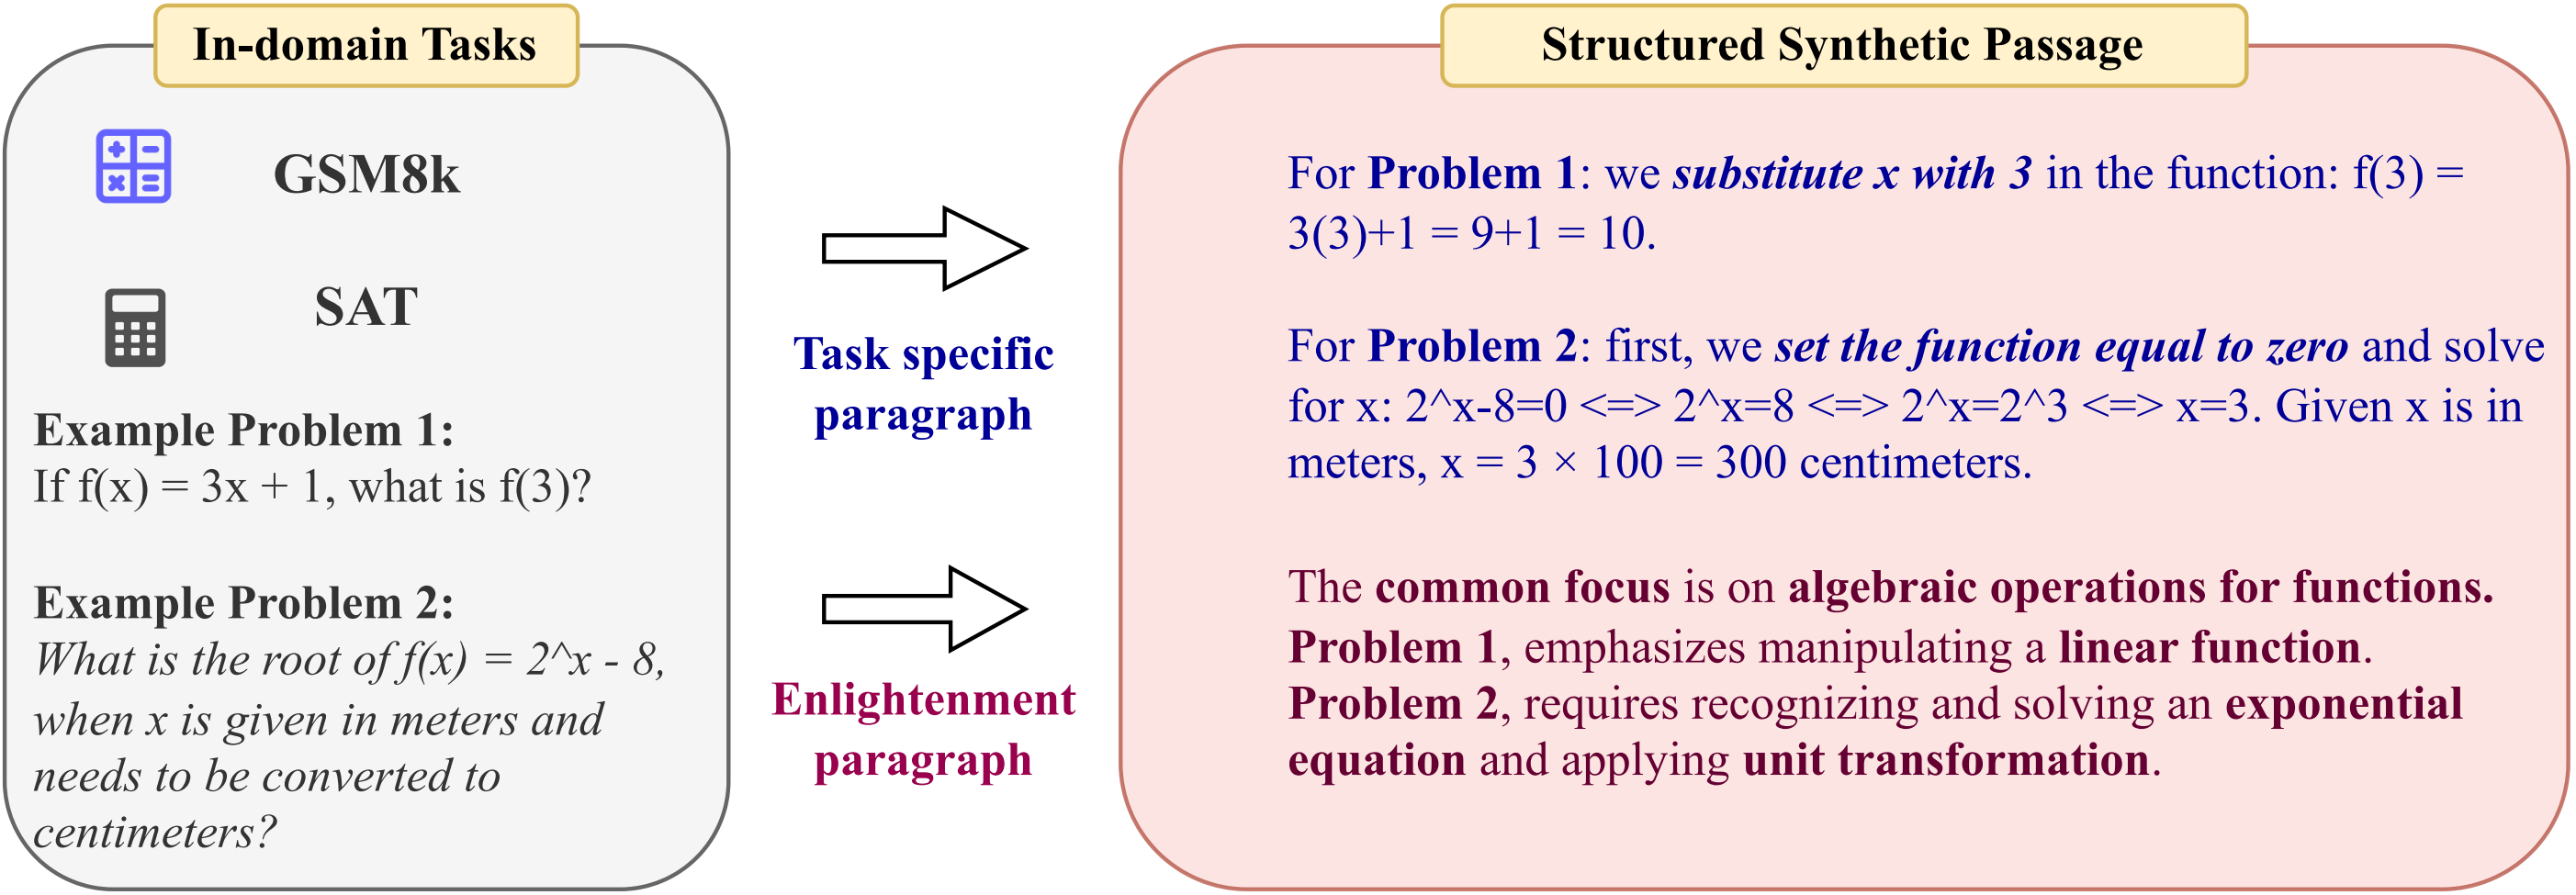 In-domain Tasks
GSM8k
SAT
Example Problem 1:
If f(x) = 3x + 1, what is f(3)?
Example Problem 2:
What is the root of f(x) = 2^x - 8,
when x is given in meters and
needs to be converted to
centimeters?
Task specific
paragraph
Enlightenment
paragraph
Structured Synthetic Passage
For Problem 1: we substitute x with 3 in the function: f(3) =
3(3)+1 = 9+1 = 10.
For Problem 2: first, we set the function equal to zero and solve
for x: 2^x-8=0 <=> 2^x=8 <=> 2^x=2^3 <=> x=3. Given x is in
meters, x = 3 × 100 = 300 centimeters.
The common focus is on algebraic operations for functions.
Problem 1, emphasizes manipulating a linear function.
Problem 2, requires recognizing and solving an exponential
equation and applying unit transformation.